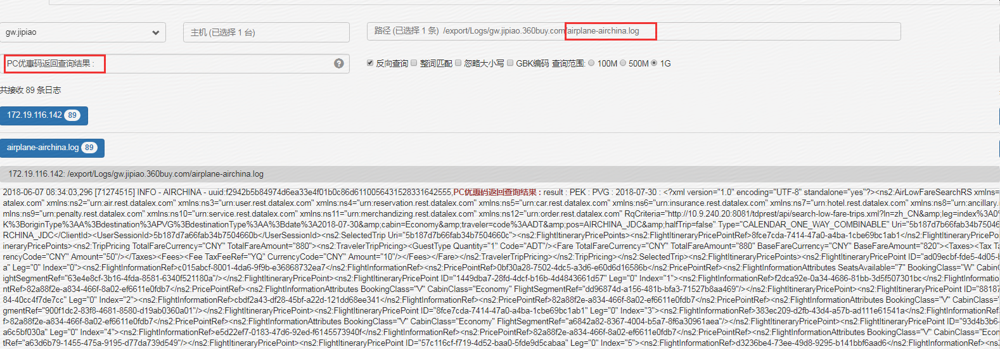 gw.jipiao
主机 (已选择 1 台)
路径 (已选择 1 条) /export/Logs/gw.jipiao.360buy.com/airplane-airchina.log
PC优惠码返回查询结果 :
反向查询 整词匹配 忽略大小写 GBK编码 查询范围: 100M 500M 1G
共接收 89 条日志
172.19.116.142 89
airplane-airchina.log 89
172.19.116.142: /export/Logs/gw.jipiao.360buy.com/airplane-airchina.log
2018-06-07 08:34:03,296 [71274515] INFO - AIRCHINA - uuid:f2942b5b84974d6ea33e4f01b0c86d6110056431528331642555,PC优惠码返回查询结果 : result : PEK : PVG : 2018-07-30 : <?xml version="1.0" encoding="UTF-8" standalone="yes"?><ns2:AirLowFareSearchRS xmlns=
atalex.com" xmlns:ns2="urn:air.rest.datalex.com" xmlns:ns3="urn:user.rest.datalex.com" xmlns:ns4="urn:reservation.rest.datalex.com" xmlns:ns5="urn:car.rest.datalex.com" xmlns:ns6="urn:insurance.rest.datalex.com" xmlns:ns7="urn:hotel.rest.datalex.com" xmlns:ns8="urn:ancillary.
mlns:ns9="urn:penalty.rest.datalex.com" xmlns:ns10="urn:service.rest.datalex.com" xmlns:ns11="urn:merchandizing.rest.datalex.com" xmlns:ns12="urn:order.rest.datalex.com" RqCriteria="http://10.9.240.20:8081/tdprest/api/search-low-fare-trips.xml?ln=zh_CN&amp;leg=index%3A0
K%3BoriginType%3AA%3Bdestination%3APVG%3BdestinationType%3AA%3Bdate%3A2018-07-30&amp;cabin=Economy&amp;traveler=code%3AADT&amp;pos=AIRCHINA_JDC&amp;halfTrip=false" Type="CALENDAR_ONE_WAY_COMBINABLE" Uri="5b187d7b66fab34b75046
RCHINA_JDC</ClientId><UserSessionId>5b187d7a66fab34b7504660b</UserSessionId><ns2:SelectedTrip Uri="5b187d7b66fab34b7504660c"><ns2:FlightItineraryPricePoints><ns2:FlightItineraryPricePointRef>8fce7cda-7414-47a0-a4ba-1cbe69bc1ab1</ns2:FlightItineraryPricePoint
ineraryPricePoints><ns2:TripPricing TotalFareCurrency="CNY" TotalFareAmount="880"><ns2:TravelerTripPricing><GuestType Quantity="1" Code="ADT"/><Fare TotalFareCurrency="CNY" TotalFareAmount="880" BaseFareCurrency="CNY" BaseFareAmount="820"><Taxes><Tax Ta
rencyCode="CNY" Amount="50"/></Taxes><Fees><Fee TaxFeeRef="YQ" CurrencyCode="CNY" Amount="10"/></Fees></Fare></ns2:TravelerTripPricing></ns2:TripPricing></ns2:SelectedTrip><ns2:FlightItineraryPricePoints><ns2:FlightItineraryPricePoint ID="ad09ecbf-fde5-4d05-b
a" Leg="0" Index="0"><ns2:FlightInformationRef>c015abcf-8001-4da6-9f9b-e36868732ea7</ns2:FlightInformationRef><ns2:PricePointRef>0bf30a28-7502-4dc5-a3d6-e60d6d16586b</ns2:PricePointRef><ns2:FlightInformationAttributes SeatsAvailable="7" BookingClass="W" CabinC
ightSegmentRef="63e4e8cf-3b16-4fda-8581-6340f521180a"/></ns2:FlightItineraryPricePoint><ns2:FlightItineraryPricePoint ID="1449dba7-28fd-4dcf-b16b-4d4843661d57" Leg="0" Index="1"><ns2:FlightInformationRef>f2dca92e-0a34-4686-81bb-3d5f507301bc</ns2:FlightInformat
ntRef>82a88f2e-a834-466f-8a02-ef6611e0fdb7</ns2:PricePointRef><ns2:FlightInformationAttributes BookingClass="V" CabinClass="Economy" FlightSegmentRef="dd96874d-a156-481b-bfa3-71527b8aa469"/></ns2:FlightItineraryPricePoint><ns2:FlightItineraryPricePoint ID="88187
84-40cc4f7de7cc" Leg="0" Index="2"><ns2:FlightInformationRef>cbdf2a43-df28-45bf-a22d-121dd68ee341</ns2:FlightInformationRef><ns2:PricePointRef>82a88f2e-a834-466f-8a02-ef6611e0fdb7</ns2:PricePointRef><ns2:FlightInformationAttributes BookingClass="V" CabinClass="
gmentRef="900f1dc2-83f8-4681-8580-d19ab0360a01"/></ns2:FlightItineraryPricePoint><ns2:FlightItineraryPricePoint ID="8fce7cda-7414-47a0-a4ba-1cbe69bc1ab1" Leg="0" Index="3"><ns2:FlightInformationRef>383ec209-d2fb-43d4-a57b-ad111e61541a</ns2:FlightInformationRe
f>82a88f2e-a834-466f-8a02-ef6611e0fdb7</ns2:PricePointRef><ns2:FlightInformationAttributes BookingClass="V" CabinClass="Economy" FlightSegmentRef="a6842a82-8367-4004-b5a7-8f6a30961aea"/></ns2:FlightItineraryPricePoint><ns2:FlightItineraryPricePoint ID="93d4b3b6-
a6c5bf030a" Leg="0" Index="4"><ns2:FlightInformationRef>e5d22ef7-0183-47d6-92ed-f6145573940f</ns2:FlightInformationRef><ns2:PricePointRef>82a88f2e-a834-466f-8a02-ef6611e0fdb7</ns2:PricePointRef><ns2:FlightInformationAttributes BookingClass="V" CabinClass="Econ
tRef="a63d6b79-1455-475a-9195-d77da739d549"/></ns2:FlightItineraryPricePoint><ns2:FlightItineraryPricePoint ID="57c116cf-f719-4d52-baa0-5fde9d5cabaa" Leg="0" Index="5"><ns2:FlightInformationRef>d3236be4-73ee-49d8-9295-b141bbf6aad6</ns2:FlightInformationRef><ns2: